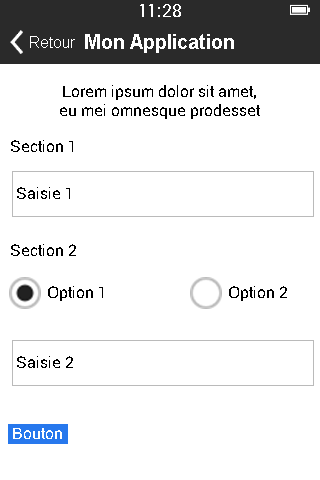 11:28
Retour Mon Application
Lorem ipsum dolor sit amet,
eu mei omnesque prodesset
Section 1
Saisie 1
Section 2
Option 1 Option 2
Saisie 2
Bouton